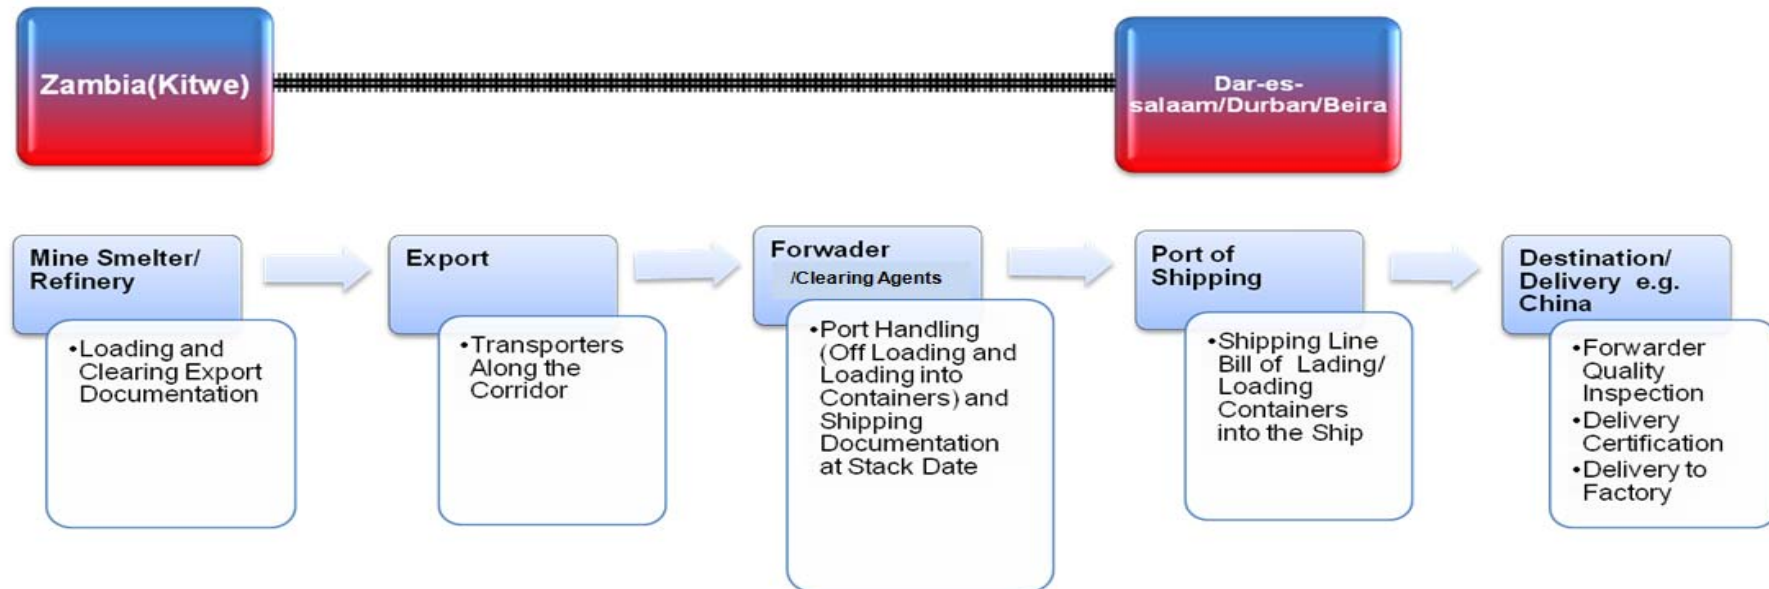 Zambia(Kitwe)
Dar-es-
salaam/Durban/Beira
Mine Smelter/
Refinery
•Loading and
Clearing Export
Documentation
Export
•Transporters
Along the
Corridor
Forwader
/Clearing Agents
•Port Handling
(Off Loading and
Loading into
Containers) and
Shipping
Documentation
at Stack Date
Port of
Shipping
•Shipping Line
Bill of Lading/
Loading
Containers
into the Ship
Destination/
Delivery e.g.
China
•Forwarder
Quality
Inspection
•Delivery
Certification
•Delivery to
Factory